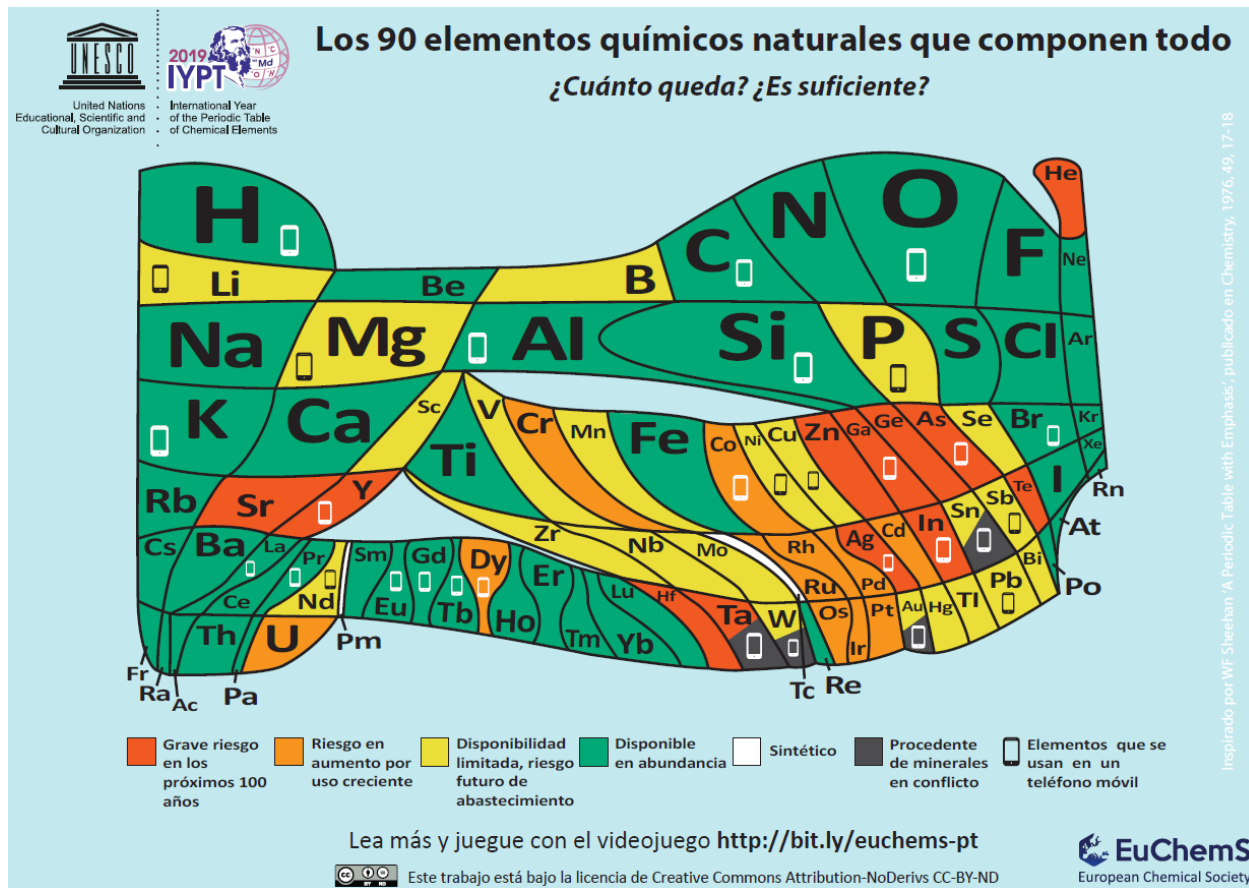 UNESCO
United Nations
Educational, Scientific and
Cultural Organization
2019
IYPT
N
C
Md
O
N
International Year
of the Periodic Table
of Chemical Elements
Los 90 elementos químicos naturales que componen todo
¿Cuánto queda? ¿Es suficiente?
H C N O F He
Li Be B Ne
Na Mg Al Si P S Cl Ar
K Ca Sc Ti V Cr Mn Fe Co Ni Cu Zn Ga Ge As Se Br Kr
Rb Sr Y Zr Nb Mo Tc Ru Rh Pd Ag Cd In Sn Sb Te I Xe
Cs Ba La Ce Pr Nd Pm Sm Eu Gd Tb Dy Ho Er Tm Yb Lu Hf Ta W Re Os Ir Pt Au Hg Tl Pb Bi Po At Rn
Fr Ra Ac Th Pa U
Grave riesgo
en los
próximos 100
años
Riesgo en
aumento por
uso creciente
Disponibilidad
limitada, riesgo
futuro de
abastecimiento
Disponible
en abundancia
Sintético
Procedente
de minerales
en conflicto
Elementos que se
usan en un
teléfono móvil
Inspirado por WF Sheehan 'A Periodic Table with Emphasis', publicado en Chemistry, 1976, 49, 17-18
Lea más y juegue con el videojuego http://bit.ly/euchems-pt
CC BY ND
Este trabajo está bajo la licencia de Creative Commons Attribution-NoDerivs CC-BY-ND
EuChemS
European Chemical Society